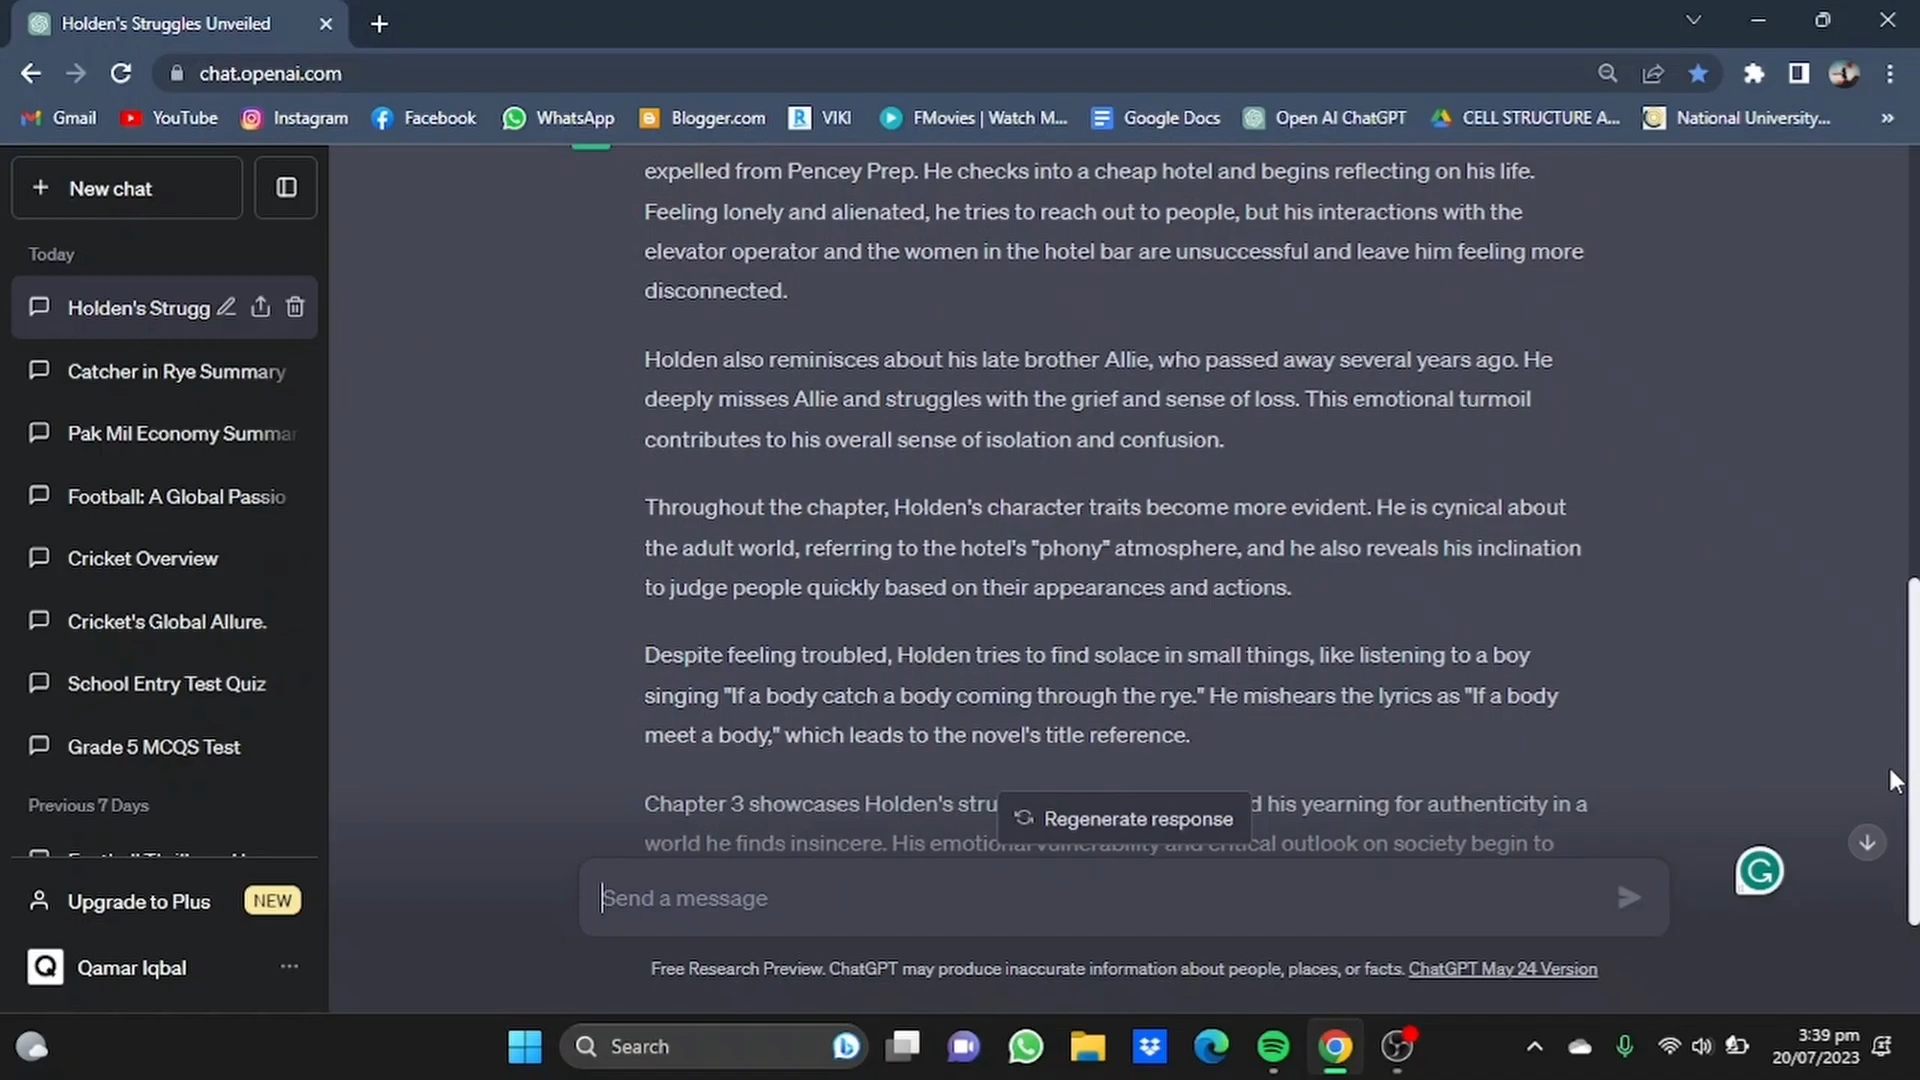 Holden's Struggles Unveiled
chat.openai.com
Gmail YouTube Instagram Facebook WhatsApp Blogger.com VIKI FMovies | Watch M... Google Docs Open AI ChatGPT CELL STRUCTURE A... National University... »
New chat
Today
Holden's Strugg
Catcher in Rye Summary
Pak Mil Economy Summar
Football: A Global Passio
Cricket Overview
Cricket's Global Allure.
School Entry Test Quiz
Grade 5 MCQS Test
Previous 7 Days
Upgrade to Plus NEW
Qamar Iqbal
expelled from Pencey Prep. He checks into a cheap hotel and begins reflecting on his life.
Feeling lonely and alienated, he tries to reach out to people, but his interactions with the
elevator operator and the women in the hotel bar are unsuccessful and leave him feeling more
disconnected.
Holden also reminisces about his late brother Allie, who passed away several years ago. He
deeply misses Allie and struggles with the grief and sense of loss. This emotional turmoil
contributes to his overall sense of isolation and confusion.
Throughout the chapter, Holden's character traits become more evident. He is cynical about
the adult world, referring to the hotel's "phony" atmosphere, and he also reveals his inclination
to judge people quickly based on their appearances and actions.
Despite feeling troubled, Holden tries to find solace in small things, like listening to a boy
singing "If a body catch a body coming through the rye." He mishears the lyrics as "If a body
meet a body," which leads to the novel's title reference.
Chapter 3 showcases Holden's stru d his yearning for authenticity in a
Regenerate response
world he finds insincere. His emotional vulnerability and critical outlook on society begin to
Send a message
Free Research Preview. ChatGPT may produce inaccurate information about people, places, or facts. ChatGPT May 24 Version
Search
3:39 pm
20/07/2023